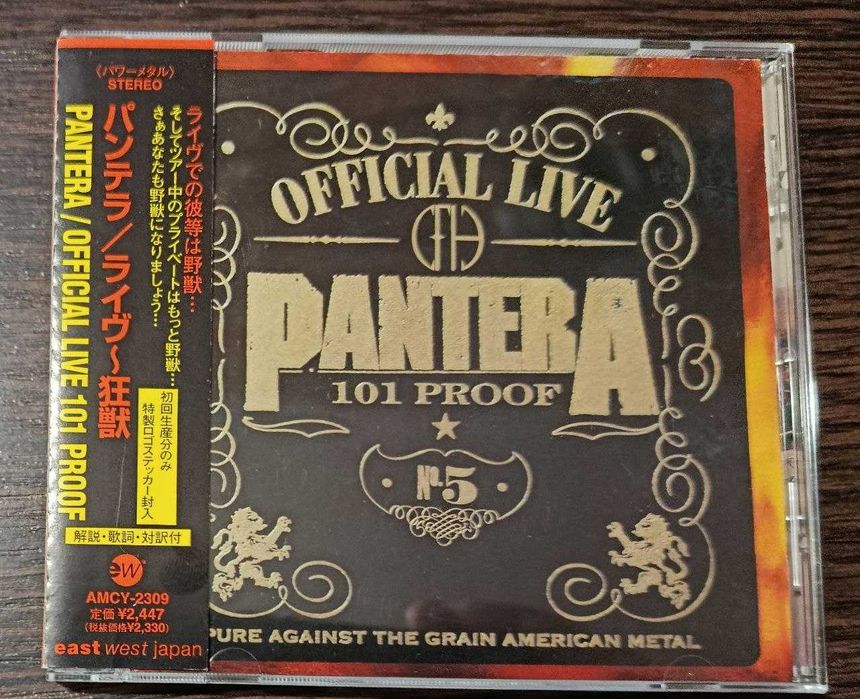 〈パワーメタル〉
STEREO
ライヴでの彼等は野獣…
そしてツアー中のプライベートはもっと野獣…
さぁあなたも野獣になりましょう…
パンテラ/ライヴ〜狂獣
PANTERA/OFFICIAL LIVE 101 PROOF
初回生産分のみ
特製ロゴステッカー封入
解説・歌詞・対訳付
ew
AMCY-2309
定価¥2,447
(税抜価格¥2,330)
east west japan
OFFICIAL LIVE
CFH
PANTERA
101 PROOF
No.5
PURE AGAINST THE GRAIN AMERICAN METAL